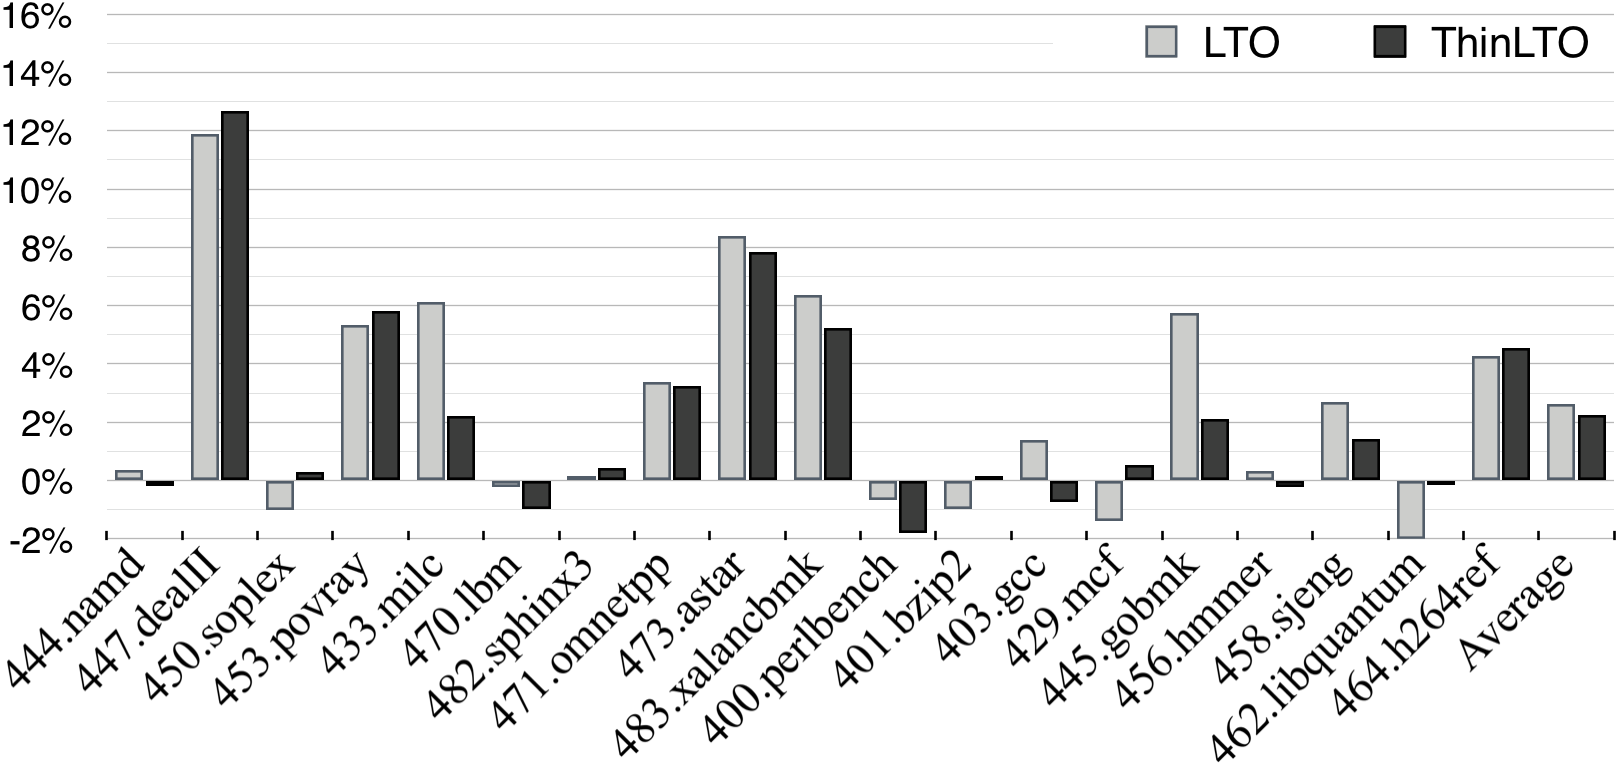 16%
LTO ThinLTO
14%
12%
10%
8%
6%
4%
2%
0%
-2%
444.namd
447.dealII
450.soplex
453.povray
433.milc
470.lbm
482.sphinx3
471.omnetpp
473.astar
483.xalancbmk
400.perlbench
401.bzip2
403.gcc
429.mcf
445.gobmk
456.hmmer
458.sjeng
462.libquantum
464.h264ref
Average